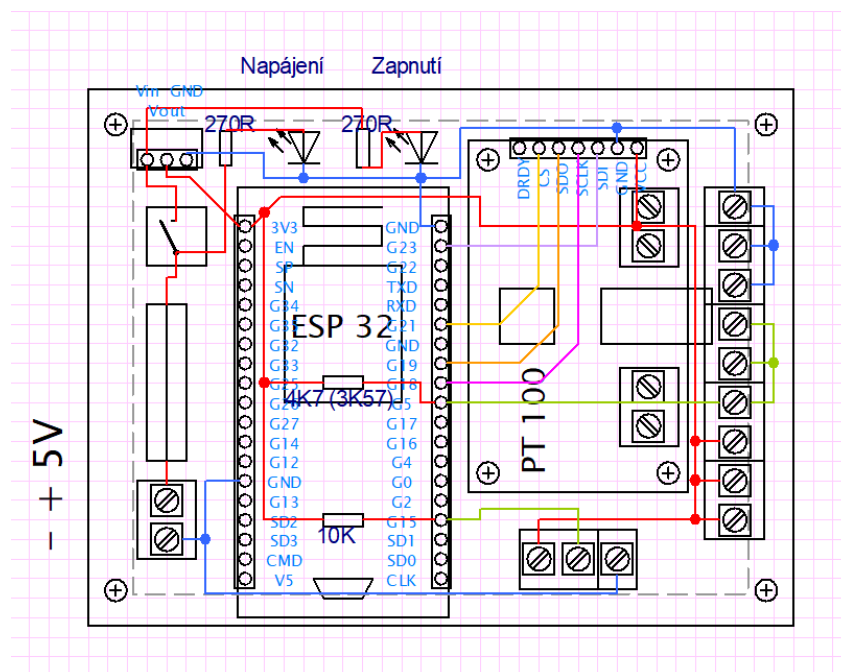 Napájení
Zapnutí
Vin
GND
Vout
270R
270R
DRDY
CS
SDO
SCLK
SDI
GND
VCC
3V3
EN
SP
SN
G34
G35
G32
G33
G25
G26
G27
G14
G12
GND
G13
SD2
SD3
CMD
V5
ESP 32
4K7 (3K57)
10K
GND
G23
G22
TXD
RXD
G21
GND
G19
G18
G5
G17
G16
G4
G0
G2
G15
SD1
SD0
CLK
PT 100
- + 5V